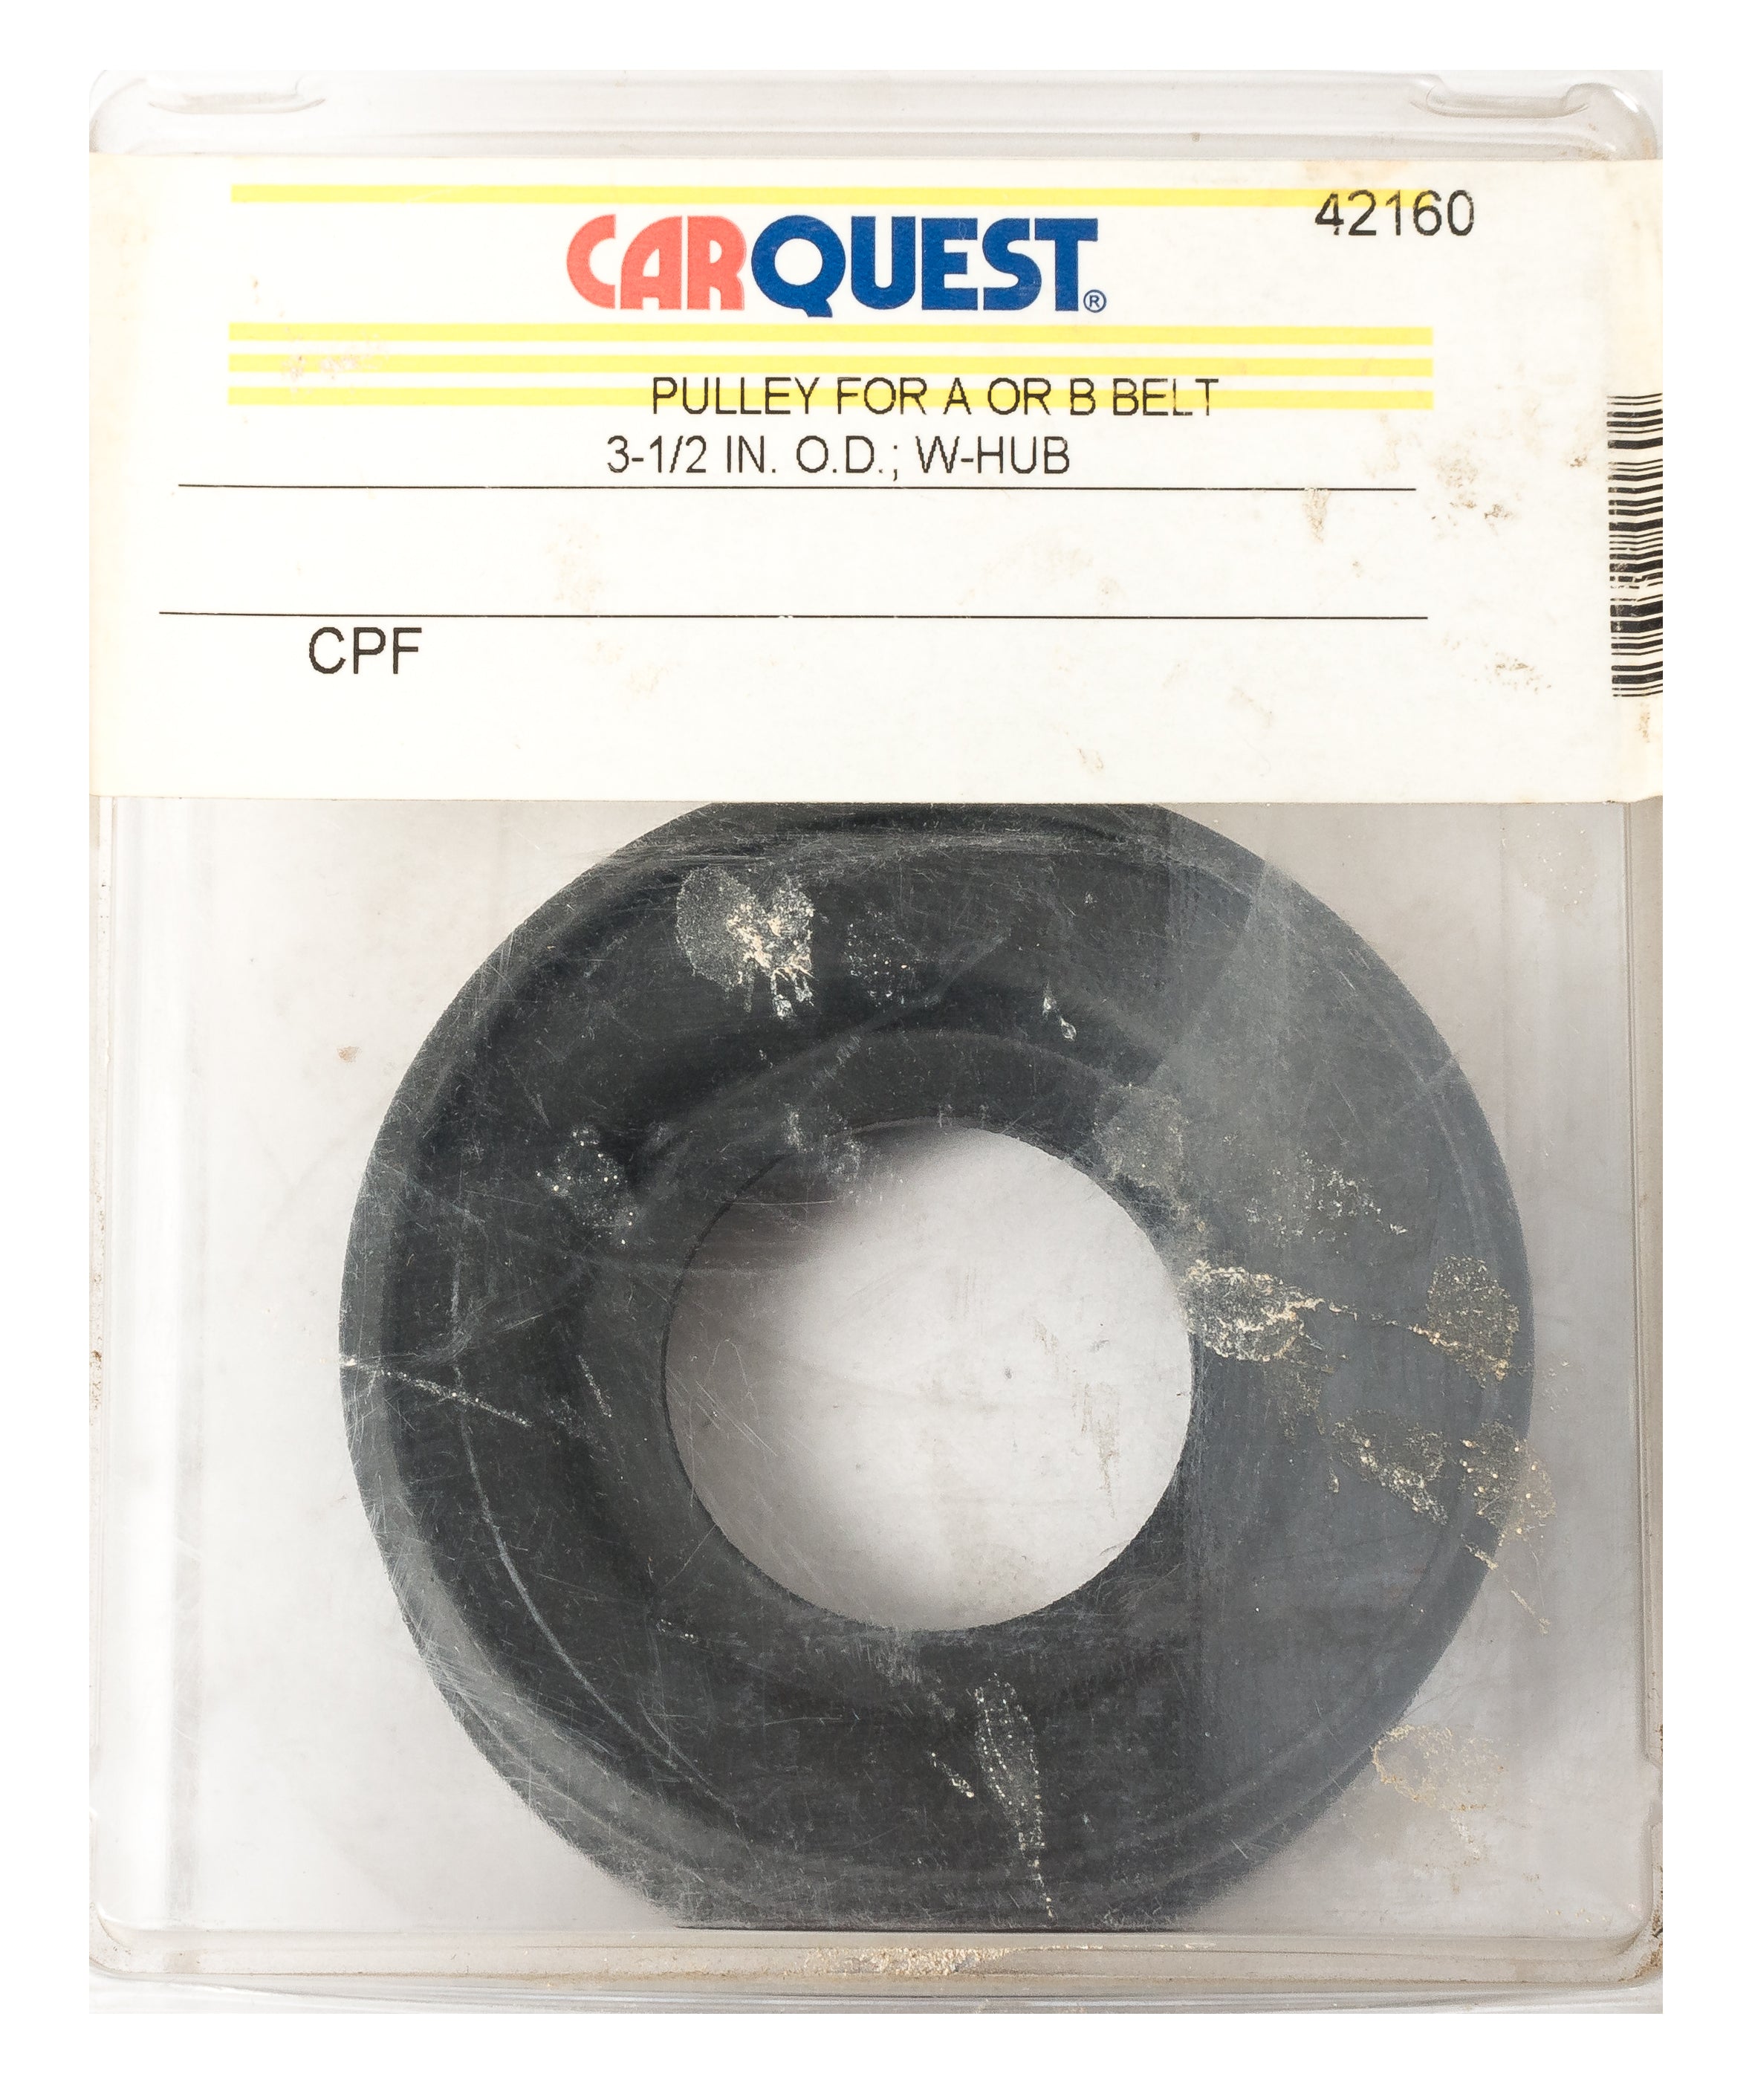 42160
CARQUEST®
PULLEY FOR A OR B BELT
3-1/2 IN. O.D.; W-HUB
CPF